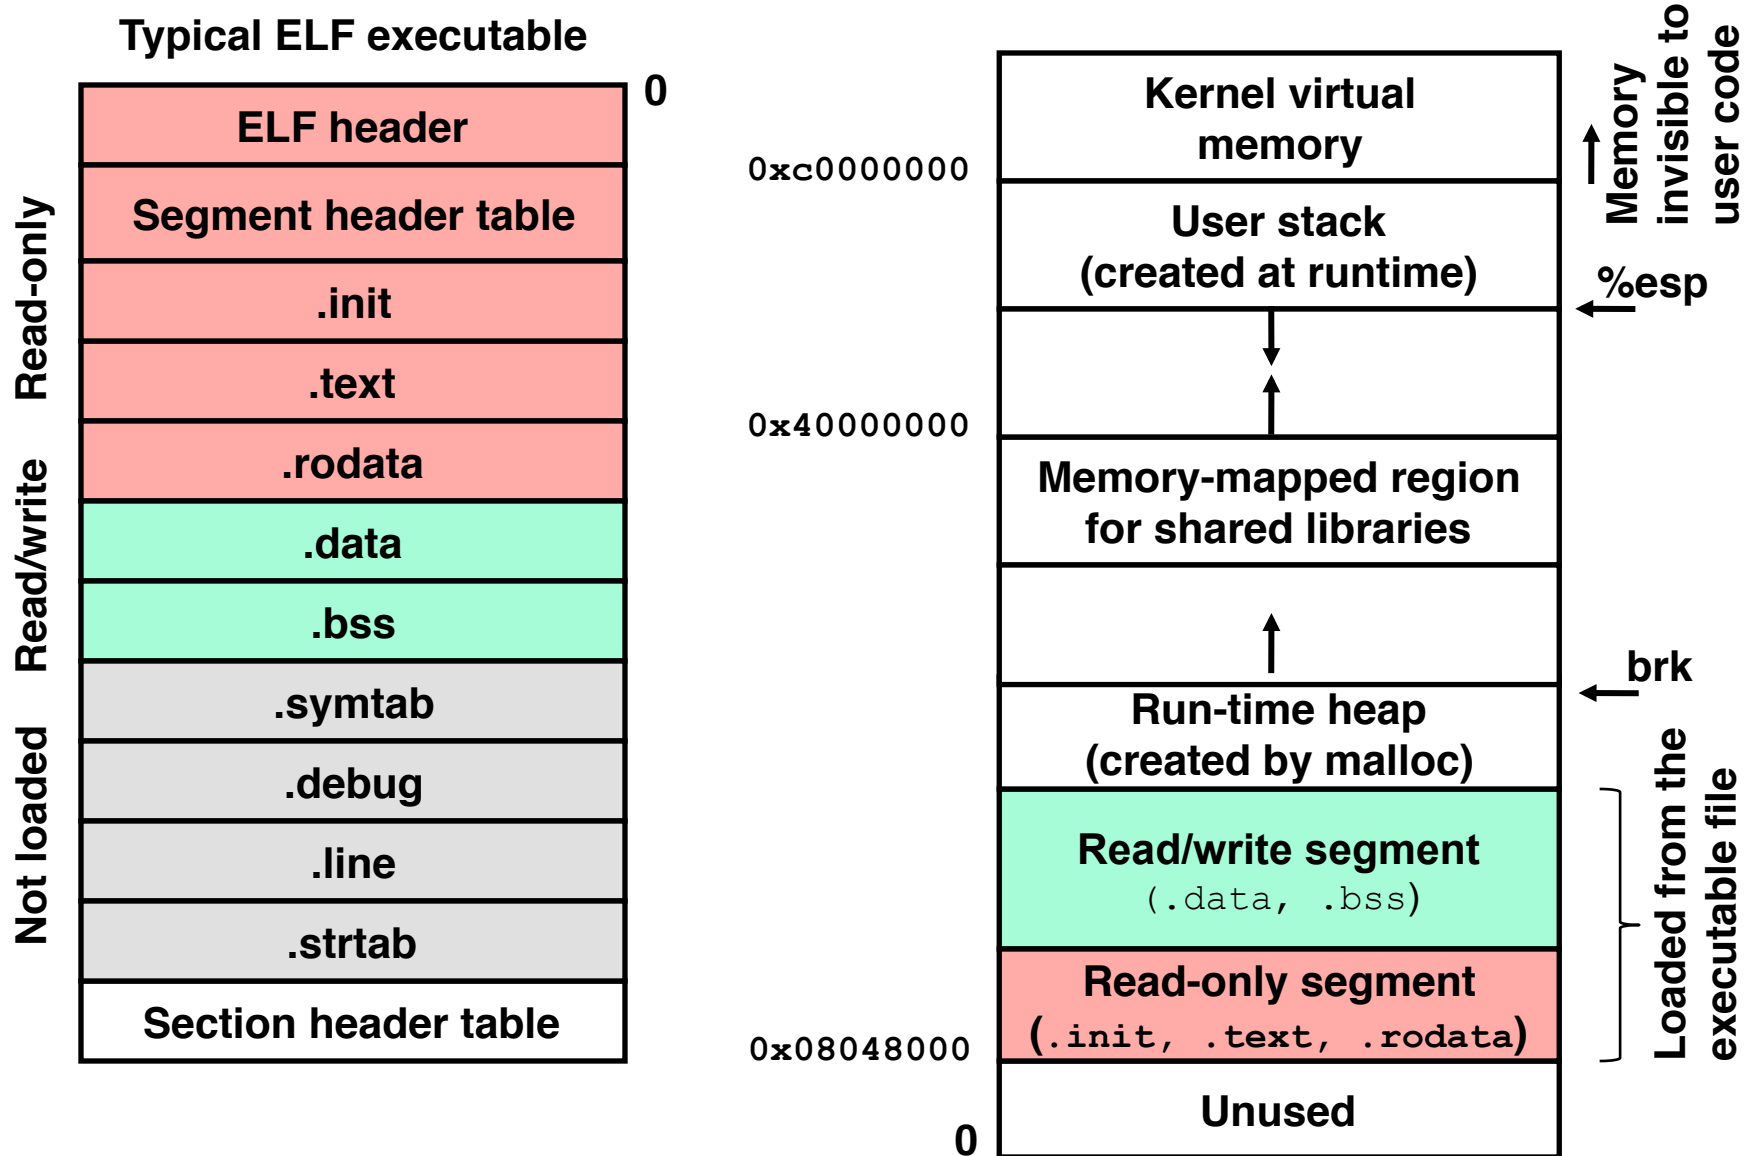 Typical ELF executable
0
ELF header
Segment header table
.init
.text
.rodata
.data
.bss
.symtab
.debug
.line
.strtab
Section header table
Read-only
Read/write
Not loaded
Kernel virtual
memory
0xc0000000
User stack
(created at runtime)
0x40000000
Memory-mapped region
for shared libraries
Run-time heap
(created by malloc)
Read/write segment
(.data, .bss)
Read-only segment
(.init, .text, .rodata)
0x08048000
Unused
0
Memory
invisible to
user code
%esp
brk
Loaded from the
executable file